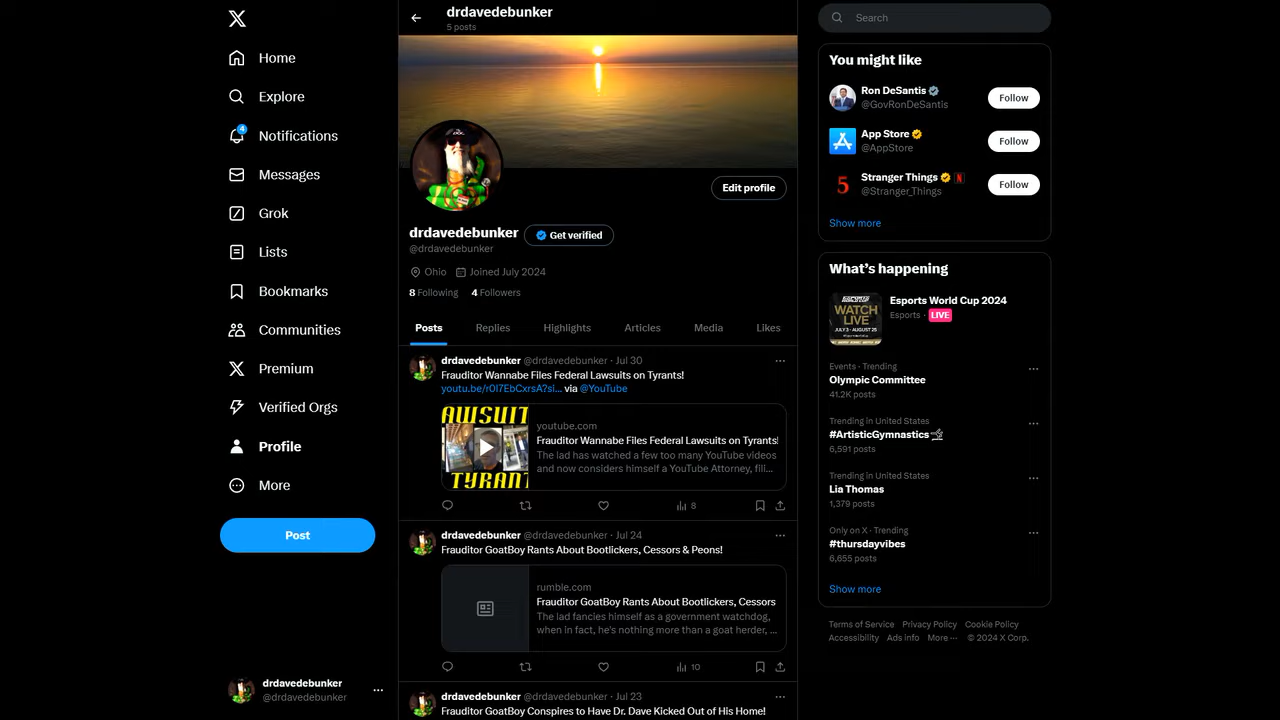 drdavedebunker
5 posts
Home
Explore
4
Notifications
Messages
Grok
Lists
Bookmarks
Communities
Premium
Verified Orgs
Profile
More
Post
drdavedebunker
@drdavedebunker
Edit profile
drdavedebunker
Get verified
@drdavedebunker
Ohio Joined July 2024
8 Following 4 Followers
Posts Replies Highlights Articles Media Likes
drdavedebunker @drdavedebunker · Jul 30
Frauditor Wannabe Files Federal Lawsuits on Tyrants!
youtu.be/r0I7EbCxrsA?si... via @YouTube
AWSUIT
TYRANT
youtube.com
Frauditor Wannabe Files Federal Lawsuits on Tyrants!
The lad has watched a few too many YouTube videos
and now considers himself a YouTube Attorney, fili...
8
drdavedebunker @drdavedebunker · Jul 24
Frauditor GoatBoy Rants About Bootlickers, Cessors & Peons!
rumble.com
Frauditor GoatBoy Rants About Bootlickers, Cessors
The lad fancies himself as a government watchdog,
when in fact, he's nothing more than a goat herder, ...
10
drdavedebunker @drdavedebunker · Jul 23
Frauditor GoatBoy Conspires to Have Dr. Dave Kicked Out of His Home!
Search
You might like
Ron DeSantis
@GovRonDeSantis
Follow
App Store
@AppStore
Follow
5
Stranger Things N
@Stranger_Things
Follow
Show more
What's happening
WATCH
LIVE
JULY 3 - AUGUST 25
Esports World Cup 2024
Esports · LIVE
Events · Trending
Olympic Committee
41.2K posts
Trending in United States
#ArtisticGymnastics
6,591 posts
Trending in United States
Lia Thomas
1,379 posts
Only on X · Trending
#thursdayvibes
6,655 posts
Show more
Terms of Service Privacy Policy Cookie Policy
Accessibility Ads info More ··· © 2024 X Corp.